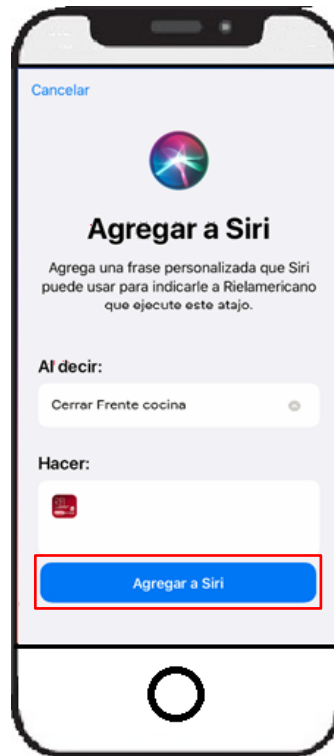 Cancelar
Agregar a Siri
Agrega una frase personalizada que Siri
puede usar para indicarle a Rielamericano
que ejecute este atajo.
Al decir:
Cerrar Frente cocina
Hacer:
Agregar a Siri